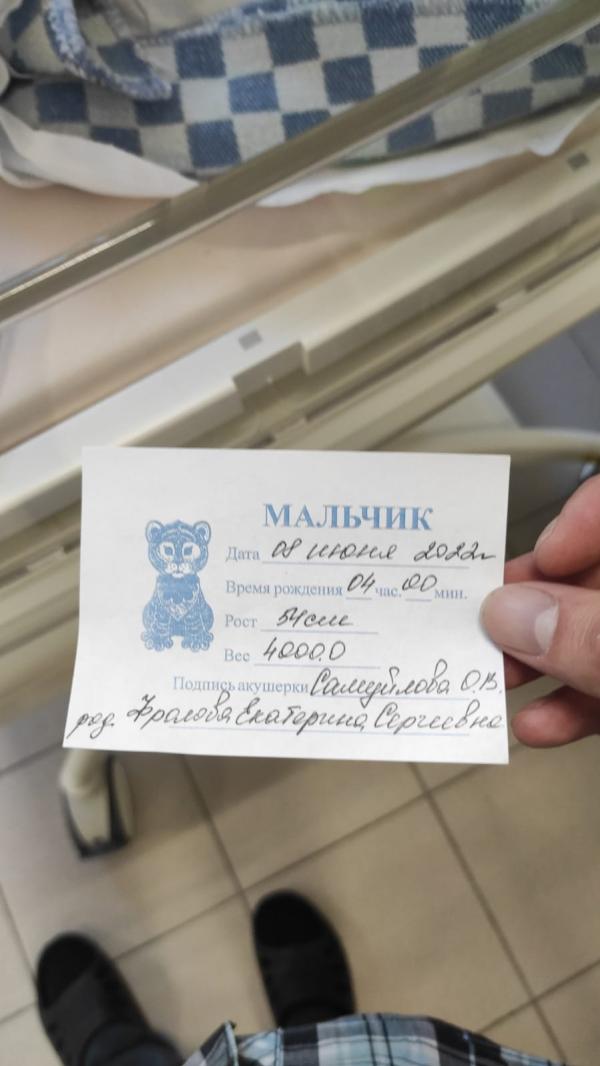 МАЛЬЧИК
Дата 08 июня 2022г
Время рождения 04 час. 00 мин.
Рост 54см
Вес 4000.0
Подпись акушерки Самуйлова О.В.
род. Фролова Екатерина Сергеевна